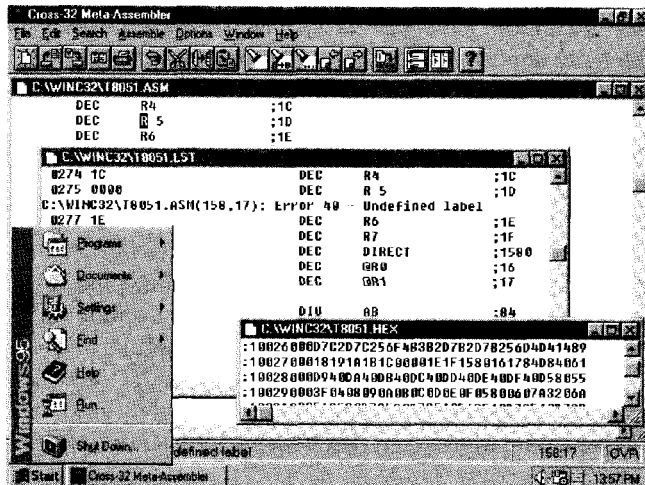 Cross-32 Meta-Assembler
File Edit Search Assemble Options Window Help
C:\WINC32\T8051.ASM
DEC R4 ;1C
DEC R 5 ;1D
DEC R6 ;1E
C:\WINC32\T8051.LST
0274 1C DEC R4 ;1C
0275 0000 DEC R 5 ;1D
C:\WINC32\T8051.ASM(158,17): Error 40 - Undefined label
0277 1E DEC R6 ;1E
DEC R7 ;1F
DEC DIRECT ;1580
DEC @R0 ;16
DEC @R1 ;17
DIV AB ;84
C:\WINC32\T8051.HEX
Programs
Documents
Settings
Find
Help
Run...
Shut Down...
Windows95
defined label 158:17 OVR
Start Cross-32 Meta-Assembler 13:57 PM